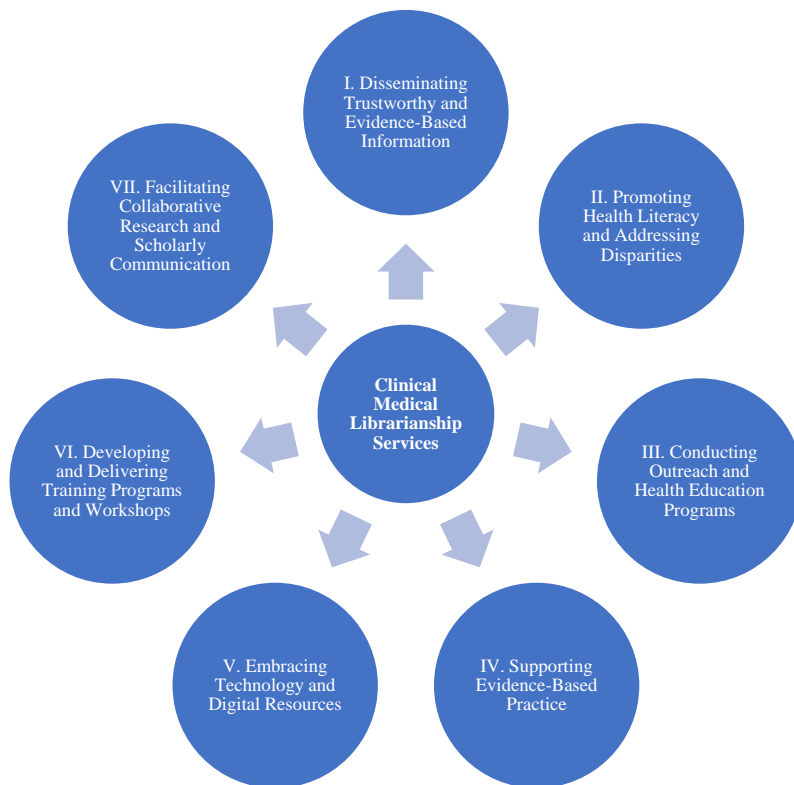 I. Disseminating
Trustworthy and
Evidence-Based
Information
II. Promoting
Health Literacy
and Addressing
Disparities
III. Conducting
Outreach and
Health Education
Programs
IV. Supporting
Evidence-Based
Practice
V. Embracing
Technology and
Digital Resources
VI. Developing
and Delivering
Training Programs
and Workshops
VII. Facilitating
Collaborative
Research and
Scholarly
Communication
Clinical
Medical
Librarianship
Services